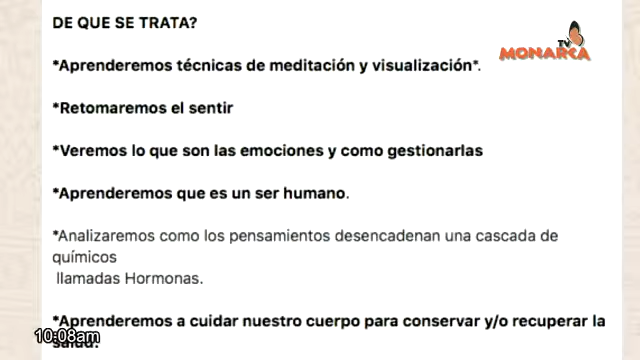 DE QUE SE TRATA?
TV
MONARCA
*Aprenderemos técnicas de meditación y visualización*.
*Retomaremos el sentir
*Veremos lo que son las emociones y como gestionarlas
*Aprenderemos que es un ser humano.
*Analizaremos como los pensamientos desencadenan una cascada de
químicos
llamadas Hormonas.
*Aprenderemos a cuidar nuestro cuerpo para conservar y/o recuperar la
salud.
10:08am